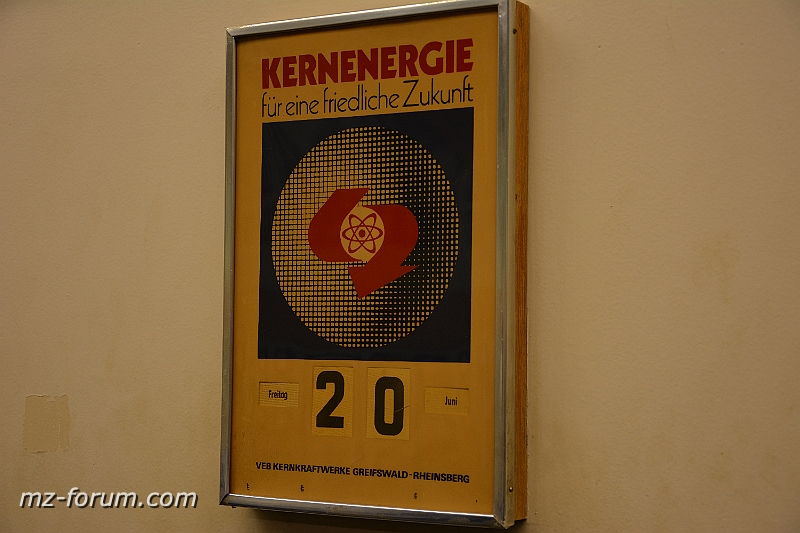 KERNENERGIE
für eine friedliche Zukunft
Freitag 20 Juni
VEB KERNKRAFTWERKE GREIFSWALD-RHEINSBERG
mz-forum.com